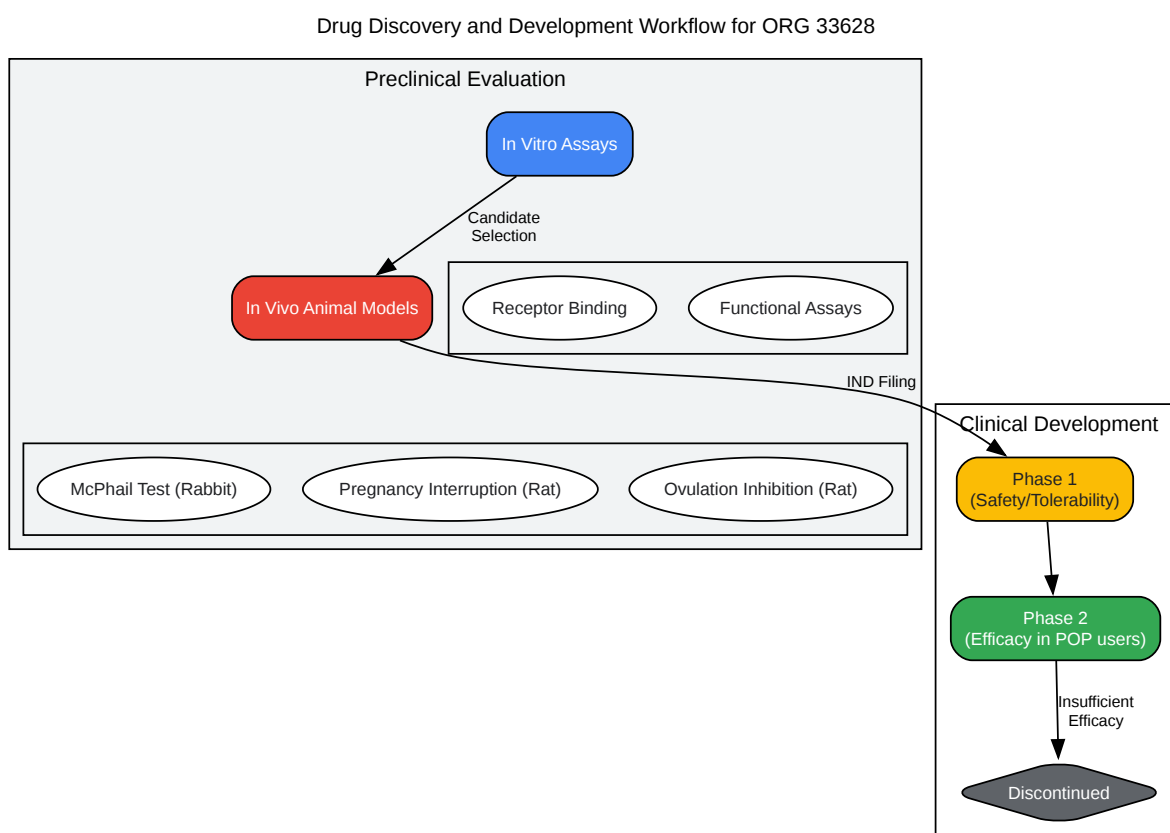 Drug Discovery and Development Workflow for ORG 33628
Preclinical Evaluation
In Vitro Assays
Candidate
Selection
In Vivo Animal Models
Receptor Binding
Functional Assays
IND Filing
McPhail Test (Rabbit)
Pregnancy Interruption (Rat)
Ovulation Inhibition (Rat)
Clinical Development
Phase 1
(Safety/Tolerability)
Phase 2
(Efficacy in POP users)
Insufficient
Efficacy
Discontinued